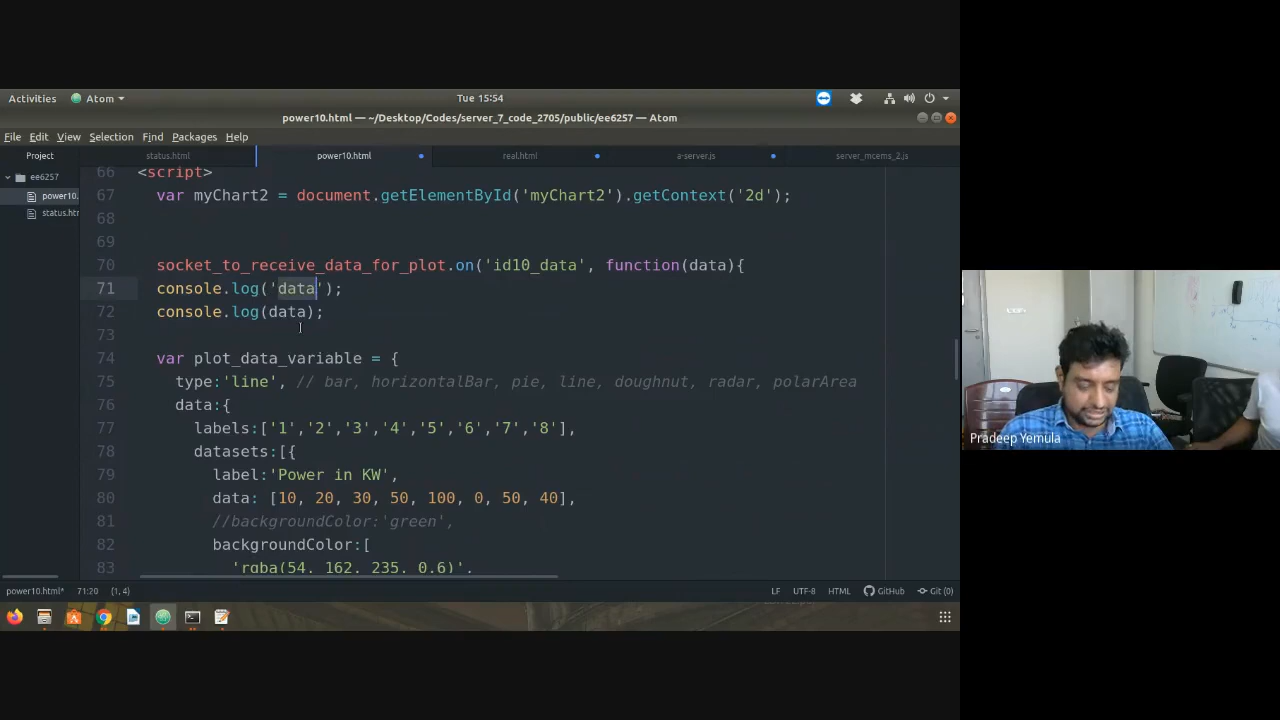 Activities
Atom
Tue 15:54
power10.html — ~/Desktop/Codes/server_7_code_2705/public/ee6257 — Atom
File Edit View Selection Find Packages Help
Project
status.html
power10.html
real.html
a-server.js
server_mcems_2.js
ee6257
power10.
status.htr
66 <script>
67 var myChart2 = document.getElementById('myChart2').getContext('2d');
68
69
70 socket_to_receive_data_for_plot.on('id10_data', function(data){
71 console.log('data');
72 console.log(data);
73
74 var plot_data_variable = {
75 type:'line', // bar, horizontalBar, pie, line, doughnut, radar, polarArea
76 data:{
77 labels:['1','2','3','4','5','6','7','8'],
78 datasets:[{
79 label:'Power in KW',
80 data: [10, 20, 30, 50, 100, 0, 50, 40],
81 //backgroundColor:'green',
82 backgroundColor:[
83 'rgba(54, 162, 235, 0.6)',
power10.html* 71:20 (1, 4)
LF UTF-8 HTML GitHub Git (0)
Pradeep Yemula